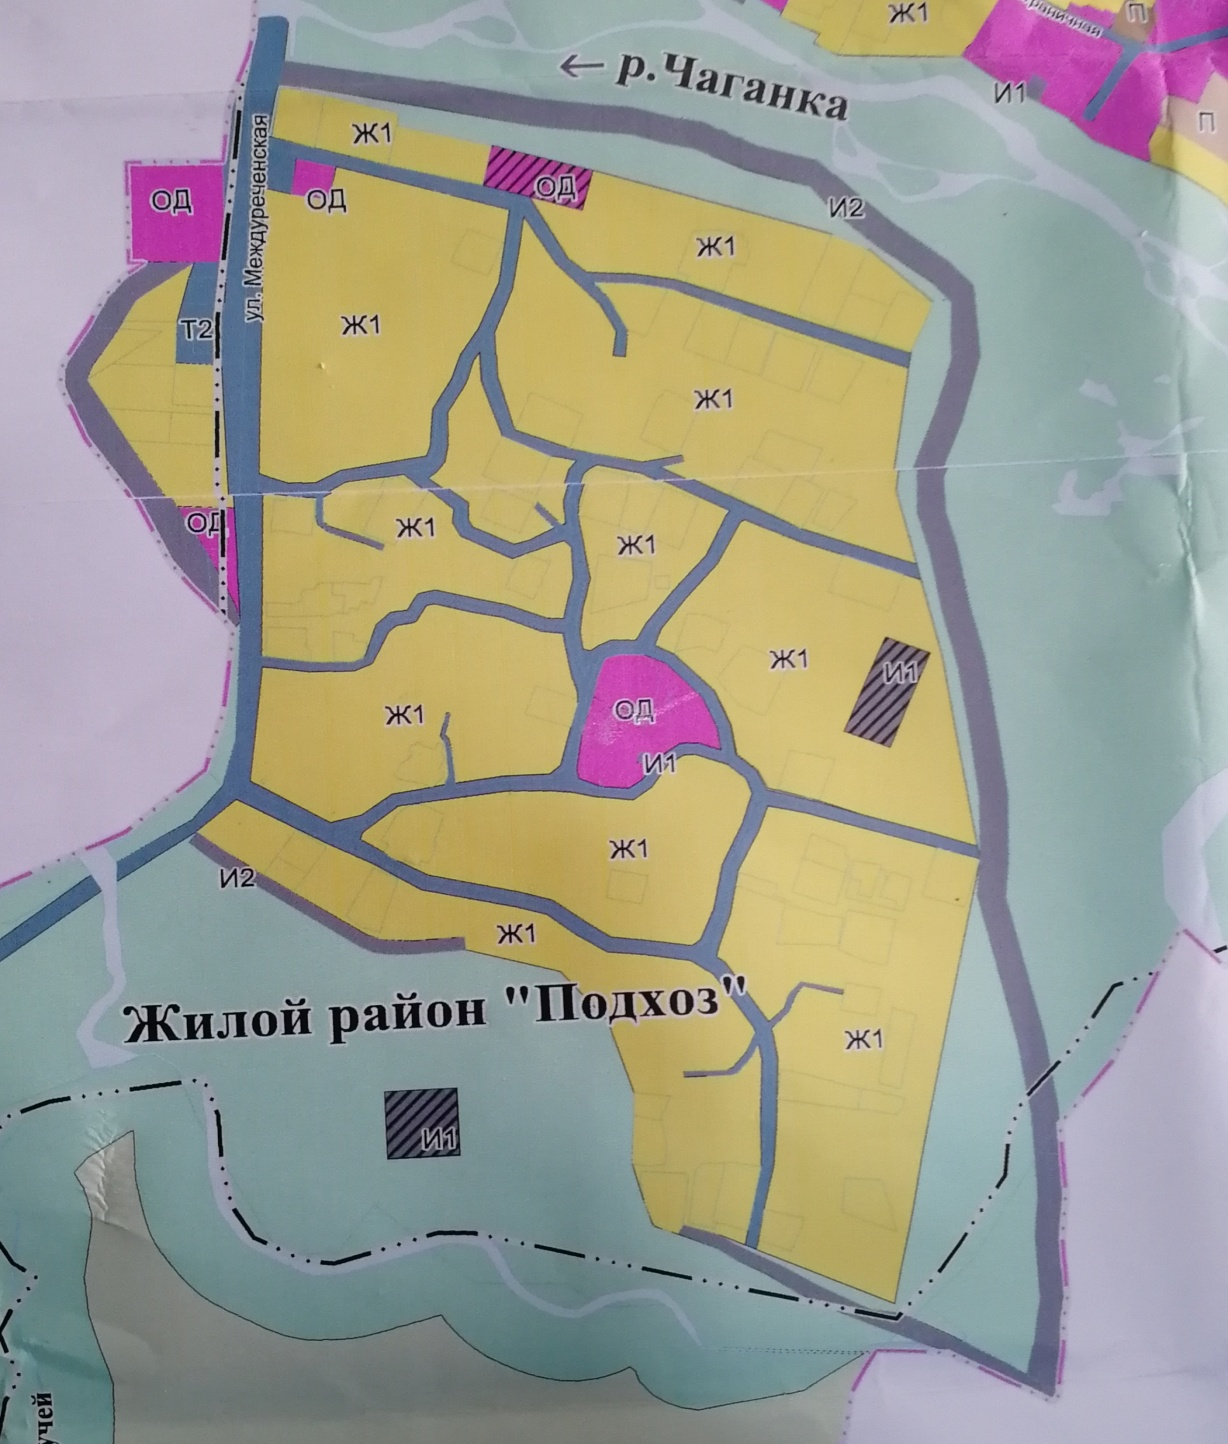 Ж1
П
И1
П
← р.Чаганка
Ж1
ул. Междуреченская
ОД
ОД
ОД
И2
Ж1
Т2
Ж1
Ж1
ОД
Ж1
Ж1
Ж1
И1
Ж1
ОД
И1
Ж1
И2
Ж1
Жилой район "Подхоз"
Ж1
И1